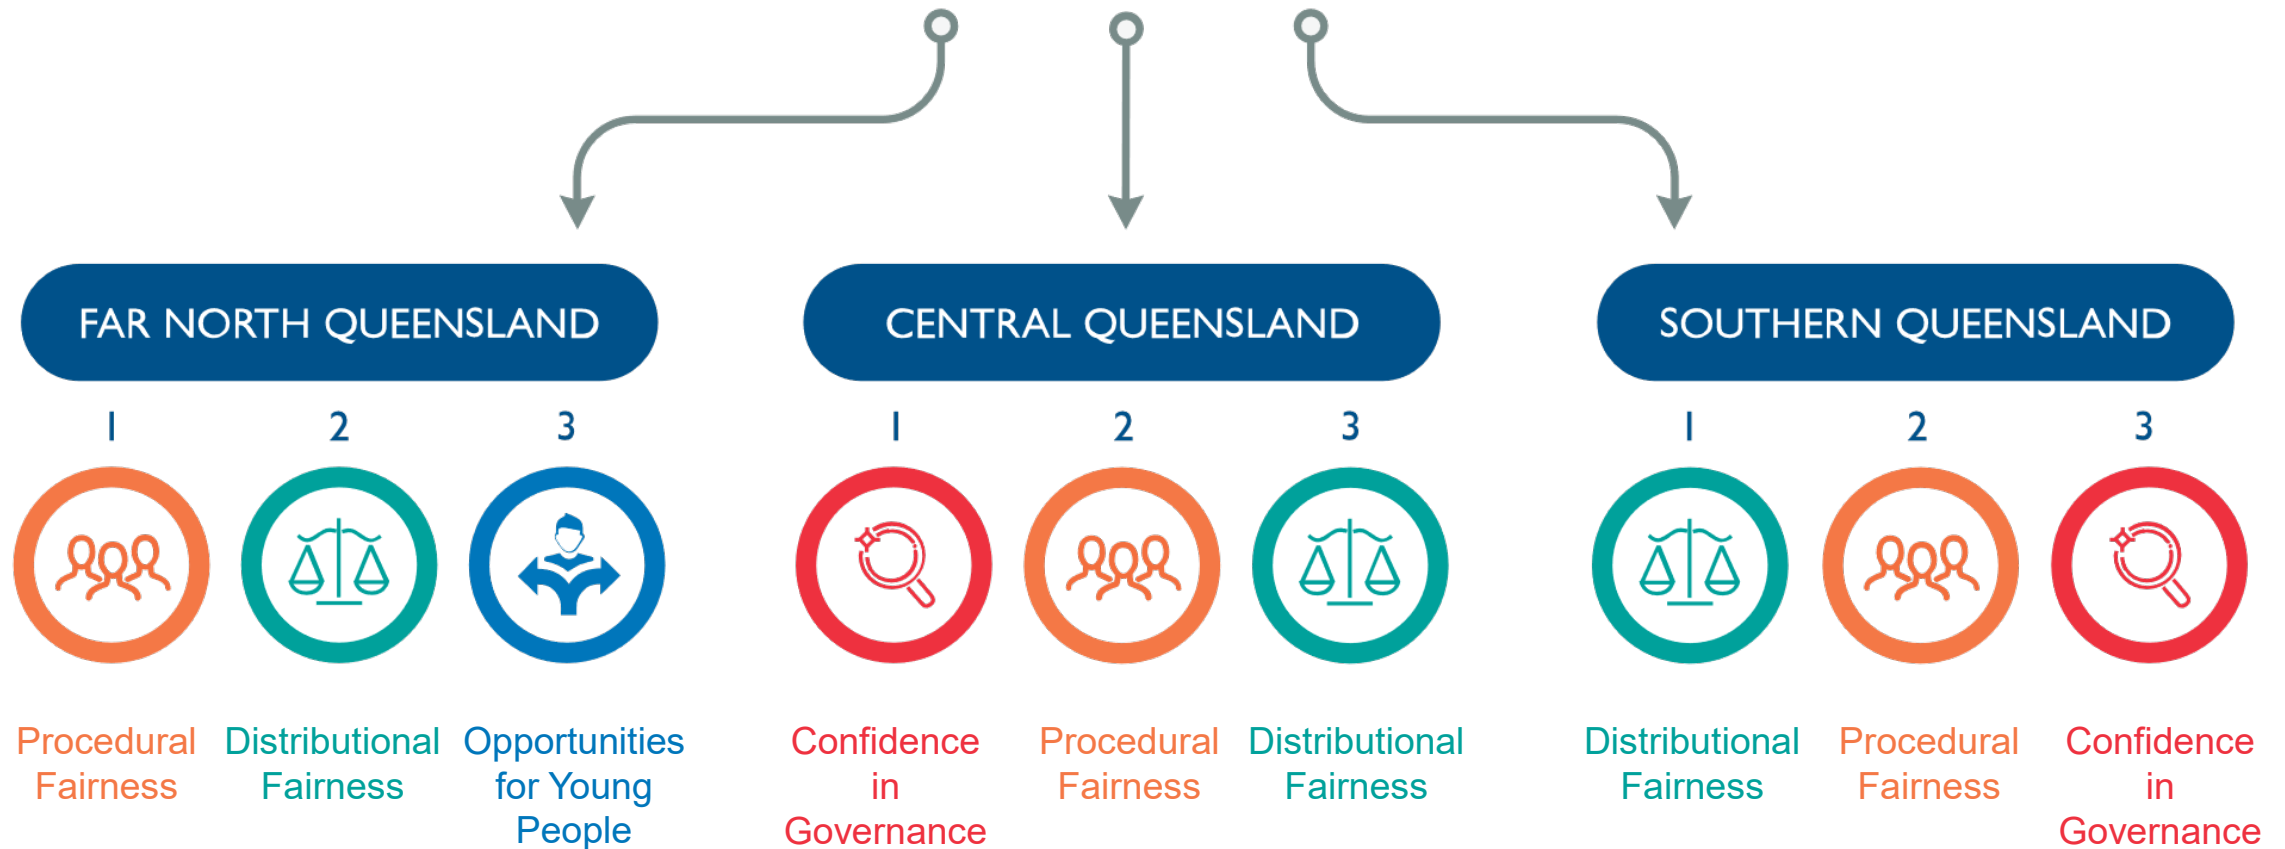 FAR NORTH QUEENSLAND
1 2 3
Procedural Fairness
Distributional Fairness
Opportunities for Young People
CENTRAL QUEENSLAND
1 2 3
Confidence in Governance
Procedural Fairness
Distributional Fairness
SOUTHERN QUEENSLAND
1 2 3
Distributional Fairness
Procedural Fairness
Confidence in Governance